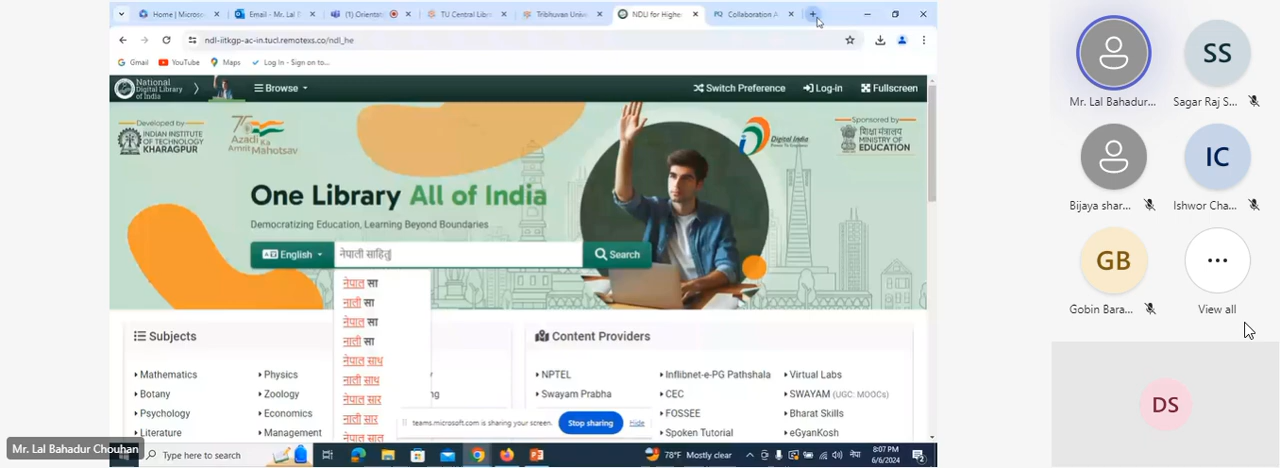 Home | Microso
Email - Mr. Lal B
(1) Orientat
TU Central Libr
Tribhuvan Unive
NDLI for Highe
Collaboration A
ndl-iitkgp-ac-in.tucl.remotexs.co/ndl_he
Gmail
YouTube
Maps
Log In - Sign on to...
National Digital Library of India
Browse
Switch Preference
Log-in
Fullscreen
Developed by
INDIAN INSTITUTE OF TECHNOLOGY KHARAGPUR
75
Azadi Ka Amrit Mahotsav
Digital India
Sponsored by
शिक्षा मंत्रालय
MINISTRY OF EDUCATION
One Library All of India
Democratizing Education, Learning Beyond Boundaries
English
नेपाली साहितु
Search
नेपाल सा
नाती सा
नेपाल सा
नाती सा
नेपाल साथ
नाती साथ
नेपाल सार
नाती सार
नेपाल साल
Subjects
Mathematics
Physics
Botany
Zoology
Psychology
Economics
Literature
Management
Content Providers
NPTEL
Inflibnet-e-PG Pathshala
Virtual Labs
Swayam Prabha
CEC
SWAYAM (UGC: MOOCs)
FOSSEE
Bharat Skills
Spoken Tutorial
eGyanKosh
teams.microsoft.com is sharing your screen.
Stop sharing
Hide
Type here to search
78°F Mostly clear
नेपा
8:07 PM
6/6/2024
Mr. Lal Bahadur Chouhan
Mr. Lal Bahadur...
SS
Sagar Raj S...
Bijaya shar...
IC
Ishwor Cha...
GB
Gobin Bara...
View all
DS